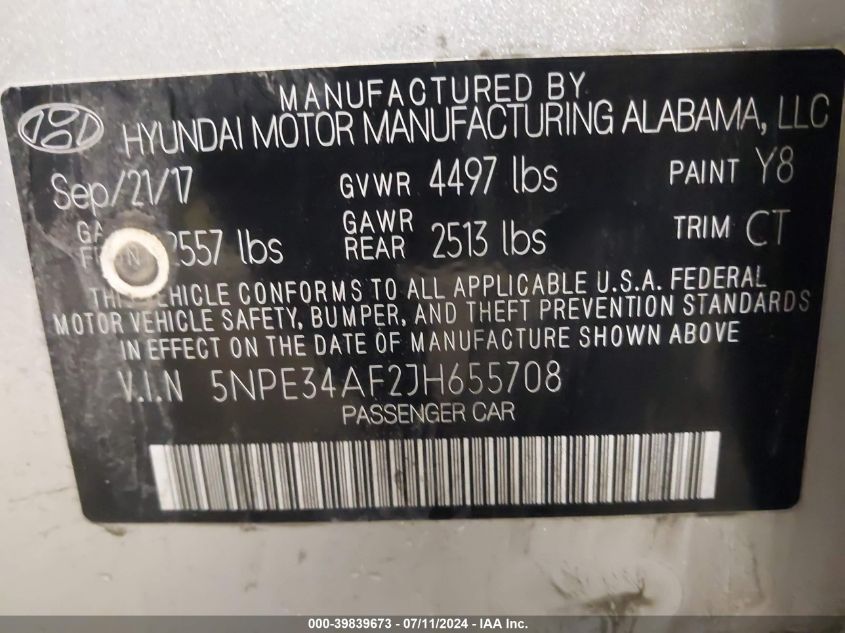 MANUFACTURED BY
HYUNDAI MOTOR MANUFACTURING ALABAMA, LLC
Sep/21/17 GVWR 4497 lbs PAINT Y8
GA 2557 lbs GAWR REAR 2513 lbs TRIM CT
VEHICLE CONFORMS TO ALL APPLICABLE U.S.A. FEDERAL
MOTOR VEHICLE SAFETY, BUMPER, AND THEFT PREVENTION STANDARDS
IN EFFECT ON THE DATE OF MANUFACTURE SHOWN ABOVE
V.I.N 5NPE34AF2JH655708
PASSENGER CAR
000-39839673 - 07/11/2024 - IAA Inc.